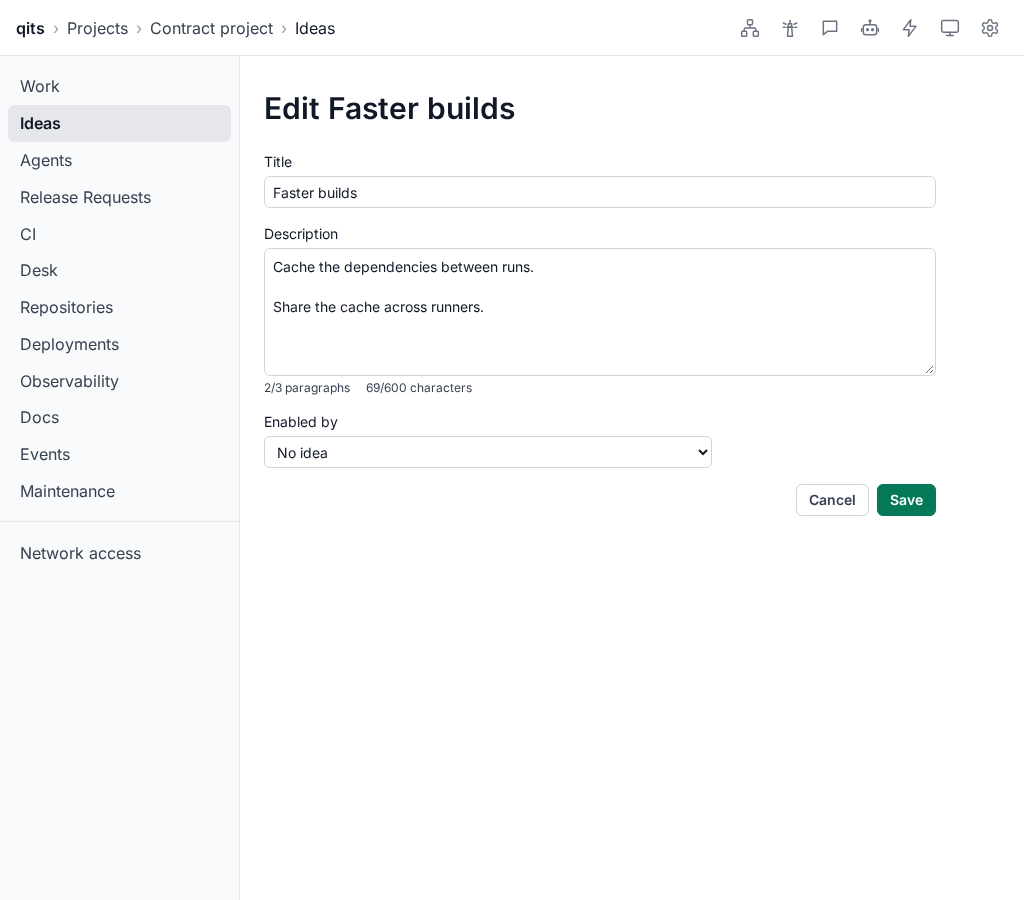 qits › Projects › Contract project › Ideas
Work
Ideas
Agents
Release Requests
CI
Desk
Repositories
Deployments
Observability
Docs
Events
Maintenance
Network access
Edit Faster builds
Title
Faster builds
Description
Cache the dependencies between runs.
Share the cache across runners.
2/3 paragraphs 69/600 characters
Enabled by
No idea
Cancel Save